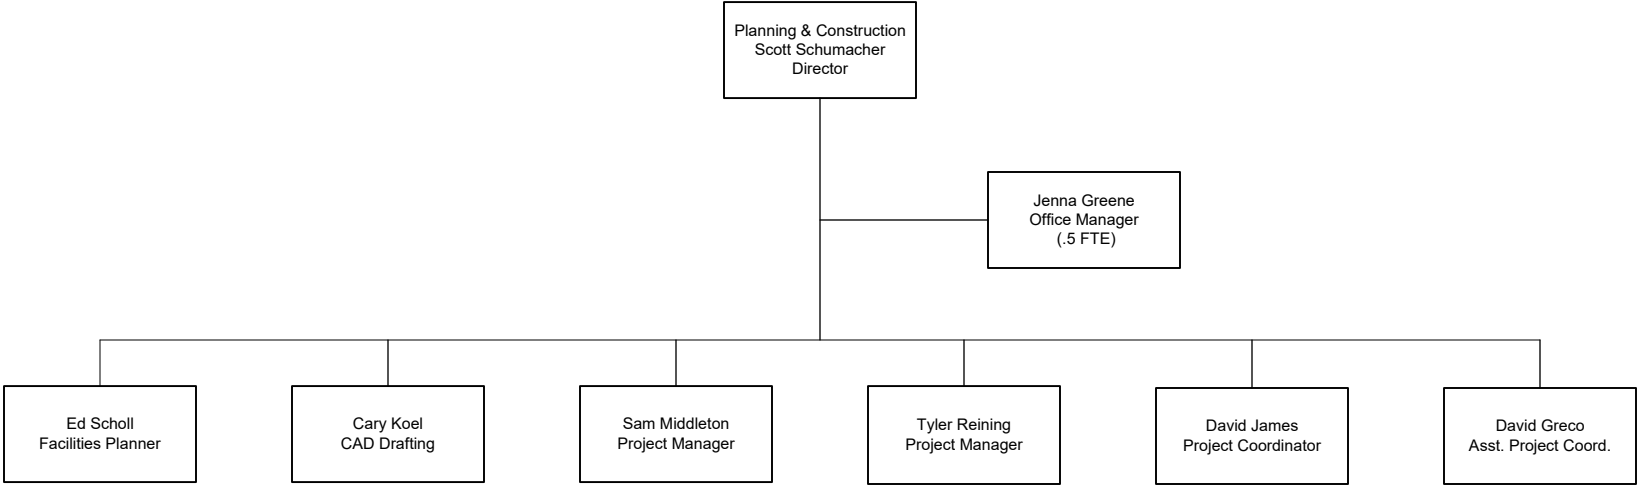 Planning & Construction
Scott Schumacher
Director
Jenna Greene
Office Manager
(.5 FTE)
Ed Scholl
Facilities Planner
Cary Koel
CAD Drafting
Sam Middleton
Project Manager
Tyler Reining
Project Manager
David James
Project Coordinator
David Greco
Asst. Project Coord.